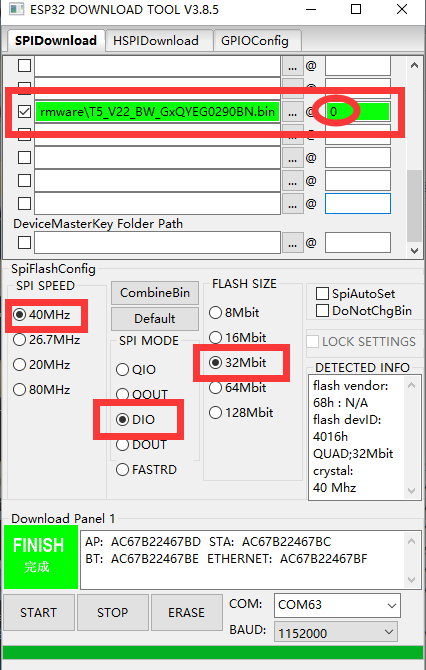 ESP32 DOWNLOAD TOOL V3.8.5
SPIDownload HSPIDownload GPIOConfig
... @
... @
rmware\T5_V22_BW_GxQYEG0290BN.bin ... @ 0
... @
... @
... @
... @
DeviceMasterKey Folder Path
... @
SpiFlashConfig
SPI SPEED
40MHz
26.7MHz
20MHz
80MHz
CombineBin
Default
SPI MODE
QIO
QOUT
DIO
DOUT
FASTRD
FLASH SIZE
8Mbit
16Mbit
32Mbit
64Mbit
128Mbit
SpiAutoSet
DoNotChgBin
LOCK SETTINGS
DETECTED INFO
flash vendor:
68h : N/A
flash devID:
4016h
QUAD;32Mbit
crystal:
40 Mhz
Download Panel 1
FINISH
完成
AP: AC67B22467BD STA: AC67B22467BC
BT: AC67B22467BE ETHERNET: AC67B22467BF
START STOP ERASE
COM: COM63
BAUD: 1152000